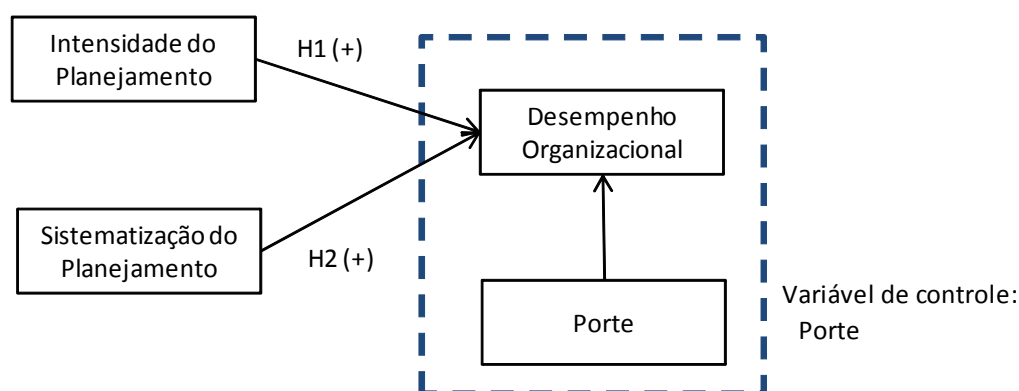 Intensidade do
Planejamento
H1 (+)
Desempenho
Organizacional
Sistematização do
Planejamento
H2 (+)
Porte
Variável de controle:
Porte